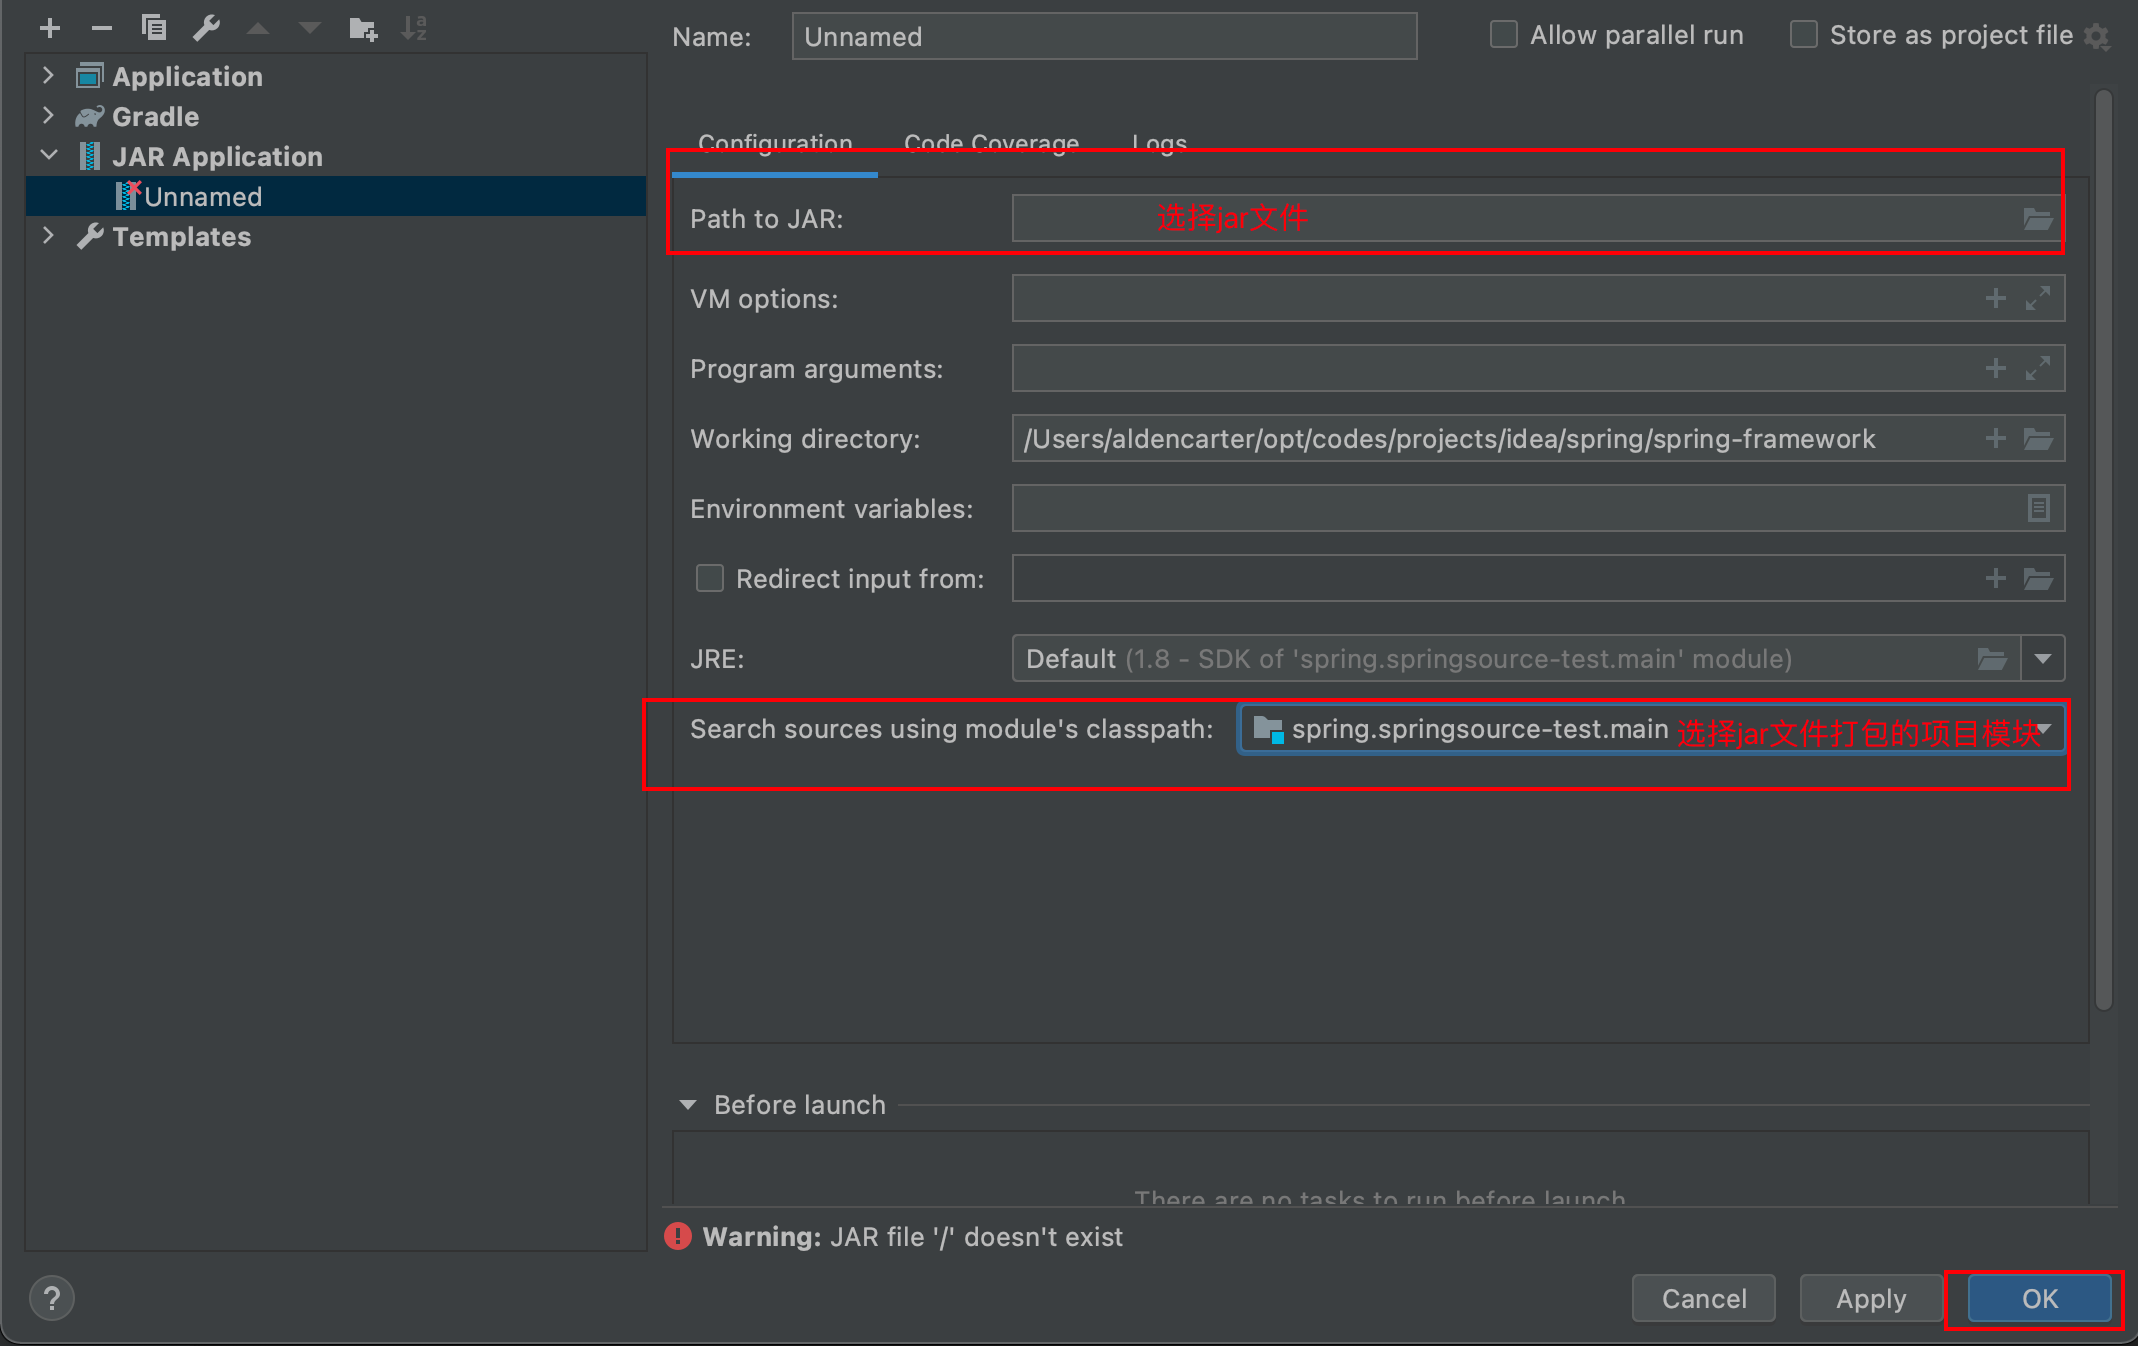 Name: Unnamed Allow parallel run Store as project file
Application
Gradle
JAR Application
Unnamed
Templates
Configuration Code Coverage Logs
Path to JAR: 选择jar文件
VM options:
Program arguments:
Working directory: /Users/aldencarter/opt/codes/projects/idea/spring/spring-framework
Environment variables:
Redirect input from:
JRE: Default (1.8 - SDK of 'spring.springsource-test.main' module)
Search sources using module's classpath: spring.springsource-test.main 选择jar文件打包的项目模块
Before launch
There are no tasks to run before launch
Warning: JAR file '/' doesn't exist
? Cancel Apply OK